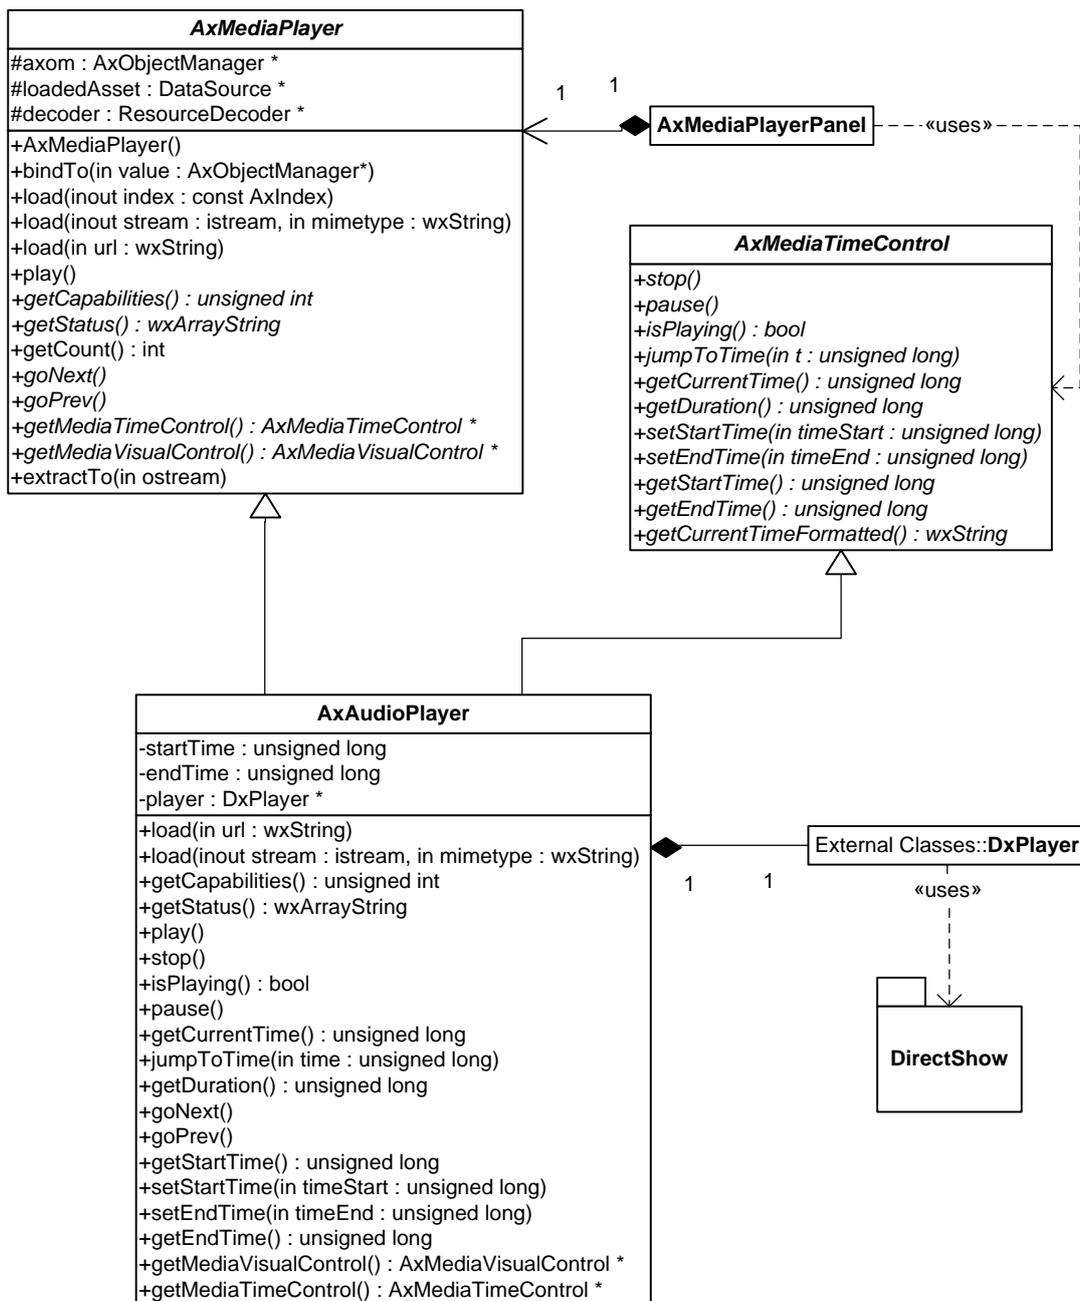 AxMediaPlayer
#axom : AxObjectManager *
#loadedAsset : DataSource *
#decoder : ResourceDecoder *
+AxMediaPlayer()
+bindTo(in value : AxObjectManager*)
+load(inout index : const AxIndex)
+load(inout stream : istream, in mimetype : wxString)
+load(in url : wxString)
+play()
+getCapabilities() : unsigned int
+getStatus() : wxArrayString
+getCount() : int
+goNext()
+goPrev()
+getMediaTimeControl() : AxMediaTimeControl *
+getMediaVisualControl() : AxMediaVisualControl *
+extractTo(in ostream)
1
1
AxMediaPlayerPanel
«uses»
AxMediaTimeControl
+stop()
+pause()
+isPlaying() : bool
+jumpToTime(in t : unsigned long)
+getCurrentTime() : unsigned long
+getDuration() : unsigned long
+setStartTime(in timeStart : unsigned long)
+setEndTime(in timeEnd : unsigned long)
+getStartTime() : unsigned long
+getEndTime() : unsigned long
+getCurrentTimeFormatted() : wxString
AxAudioPlayer
-startTime : unsigned long
-endTime : unsigned long
-player : DxPlayer *
+load(in url : wxString)
+load(inout stream : istream, in mimetype : wxString)
+getCapabilities() : unsigned int
+getStatus() : wxArrayString
+play()
+stop()
+isPlaying() : bool
+pause()
+getCurrentTime() : unsigned long
+jumpToTime(in time : unsigned long)
+getDuration() : unsigned long
+goNext()
+goPrev()
+getStartTime() : unsigned long
+setStartTime(in timeStart : unsigned long)
+setEndTime(in timeEnd : unsigned long)
+getEndTime() : unsigned long
+getMediaVisualControl() : AxMediaVisualControl *
+getMediaTimeControl() : AxMediaTimeControl *
1
1
External Classes::DxPlayer
«uses»
DirectShow